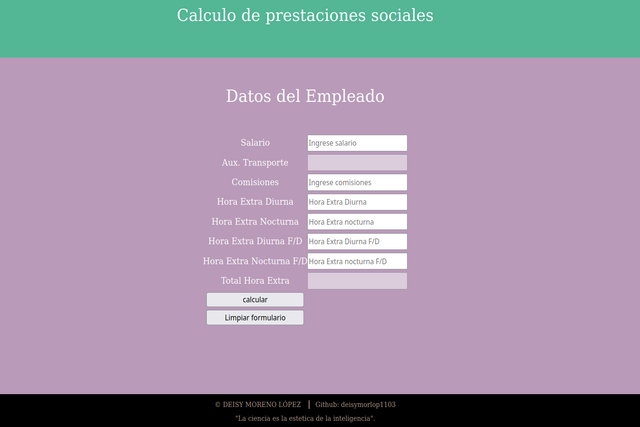 Calculo de prestaciones sociales
Datos del Empleado
Salario Ingrese salario
Aux. Transporte
Comisiones Ingrese comisiones
Hora Extra Diurna Hora Extra Diurna
Hora Extra Nocturna Hora Extra nocturna
Hora Extra Diurna F/D Hora Extra Diurna F/D
Hora Extra Nocturna F/D Hora Extra nocturna F/D
Total Hora Extra
calcular
Limpiar formulario
© DEISY MORENO LÓPEZ | Github: deisymorlop1103
"La ciencia es la estetica de la inteligencia".